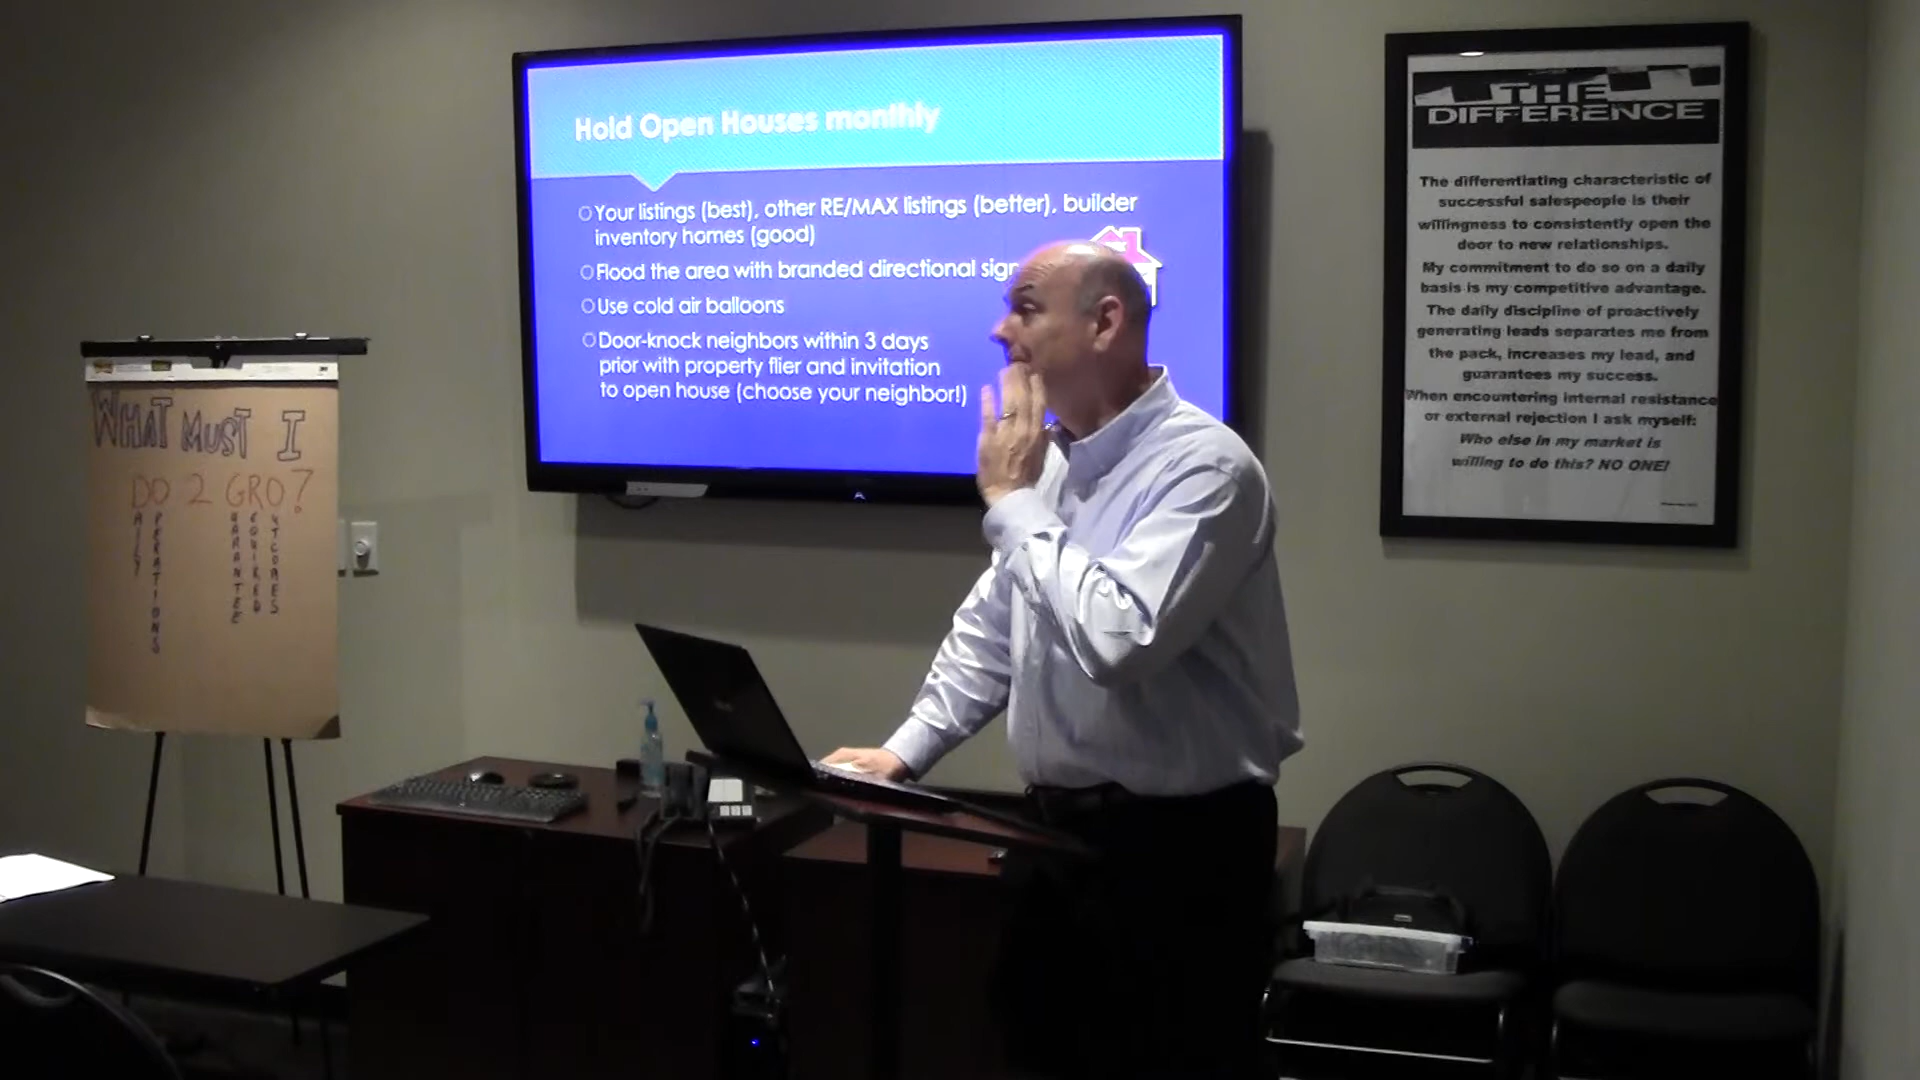 Hold Open Houses monthly
Your listings (best), other RE/MAX listings (better), builder
inventory homes (good)
Flood the area with branded directional
Use cold air balloons
Door-knock neighbors within 3 days
prior with property flier and invitation
to open house (choose your neighbor!)
THE
DIFFERENCE
The differentiating characteristic of
successful salespeople is their
willingness to consistently open the
door to new relationships.
My commitment to do so on a daily
basis is my competitive advantage.
The daily discipline of proactively
generating leads separates me from
the pack, increases my lead, and
guarantees my success.
When encountering internal resistance
or external rejection I ask myself:
Who else in my market is
willing to do this? NO ONE!
WHAT MUST I
DO 2 GRO?
AILY
PERATIONS
UARANTEE
EQUIRED
UTCOMES